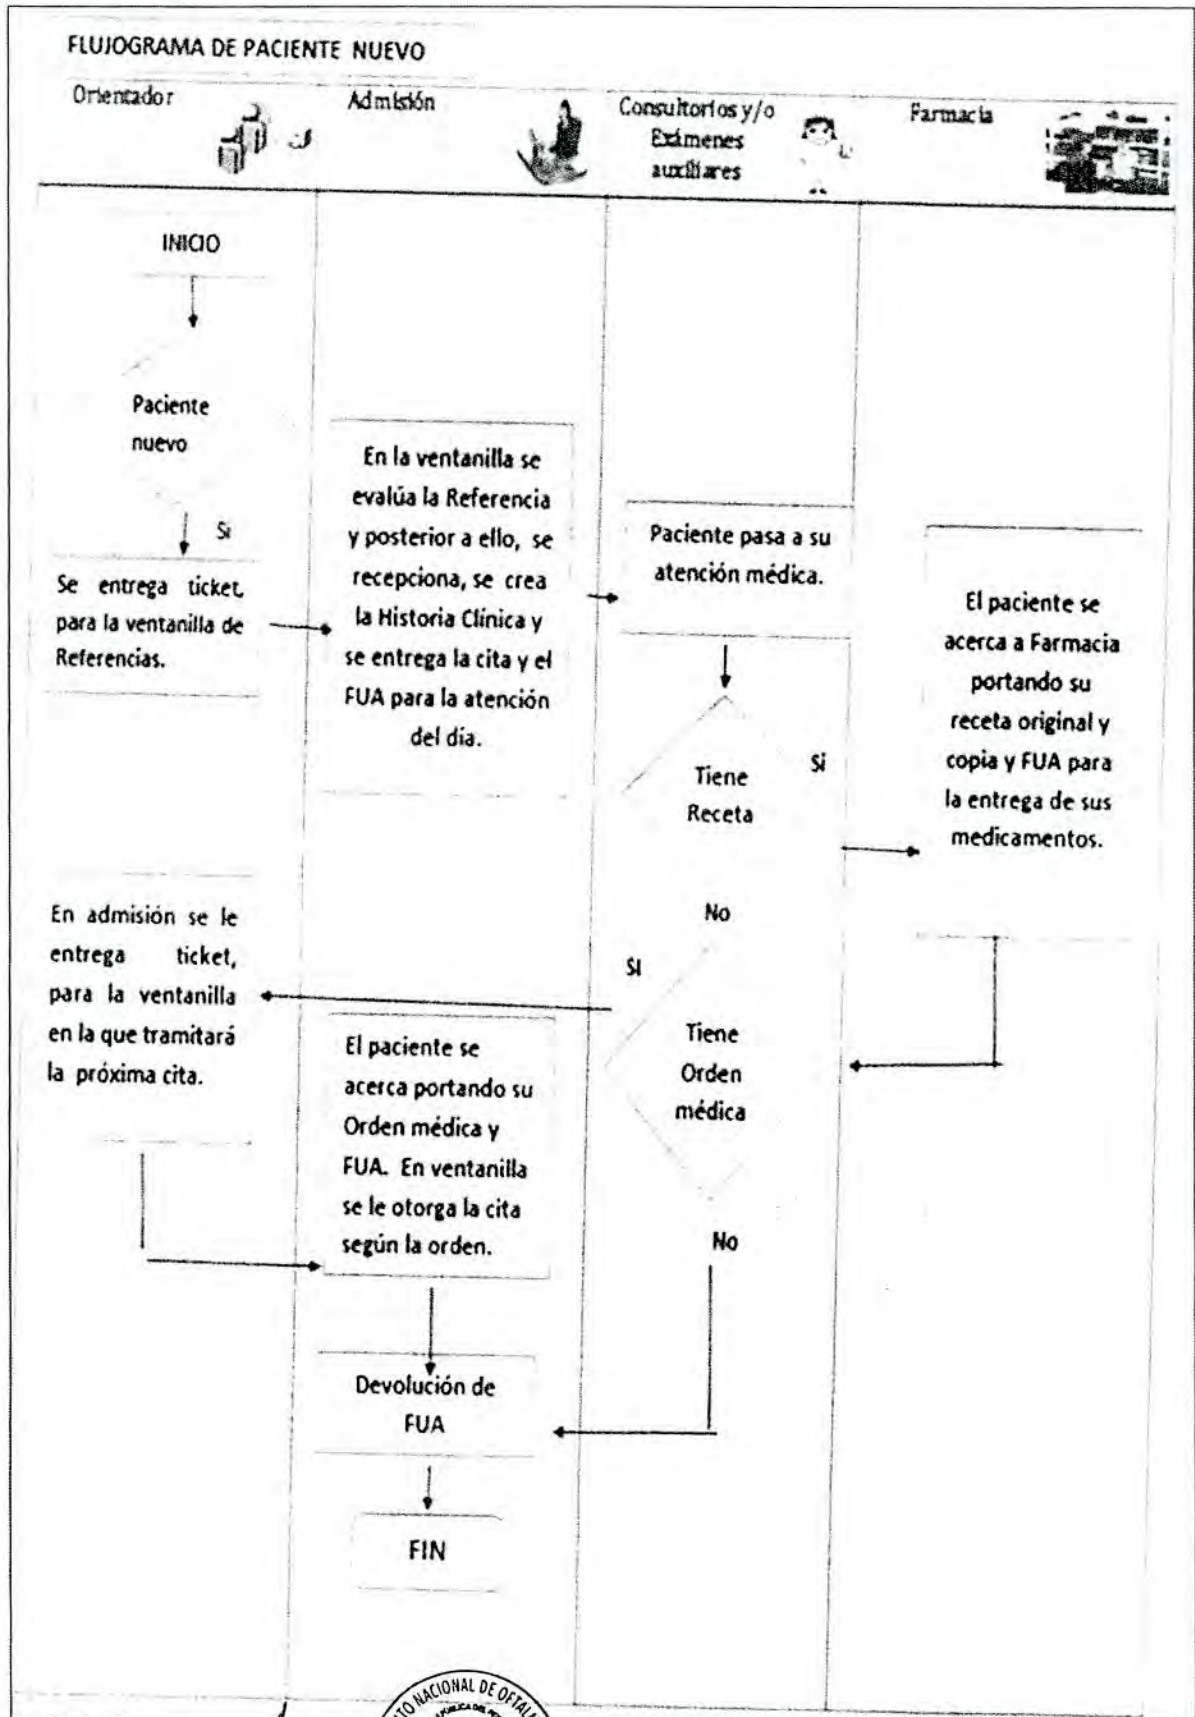 FLUJOGRAMA DE PACIENTE NUEVO
Orientador
Admisión
Consultorios y/o
Exámenes
auxiliares
Farmacia
INICIO
Paciente
nuevo
Si
Se entrega ticket,
para la ventanilla de
Referencias.
En la ventanilla se
evalúa la Referencia
y posterior a ello, se
recepciona, se crea
la Historia Clínica y
se entrega la cita y el
FUA para la atención
del día.
Paciente pasa a su
atención médica.
Tiene
Receta
Si
No
El paciente se
acerca a Farmacia
portando su
receta original y
copia y FUA para
la entrega de sus
medicamentos.
Tiene
Orden
médica
SI
No
En admisión se le
entrega ticket,
para la ventanilla
en la que tramitará
la próxima cita.
El paciente se
acerca portando su
Orden médica y
FUA. En ventanilla
se le otorga la cita
según la orden.
Devolución de
FUA
FIN
NACIONAL DE